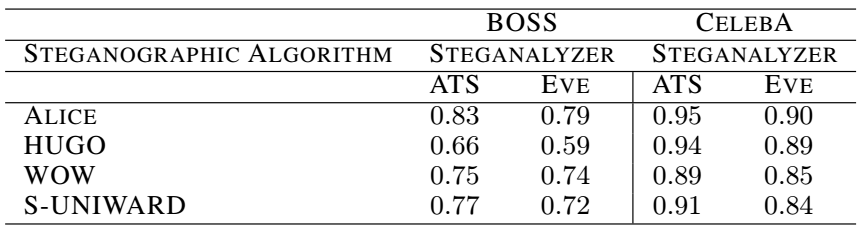 BOSS CELEBA
STEGANOGRAPHIC ALGORITHM STEGANALYZER STEGANALYZER
ATS EVE ATS EVE
ALICE 0.83 0.79 0.95 0.90
HUGO 0.66 0.59 0.94 0.89
WOW 0.75 0.74 0.89 0.85
S-UNIWARD 0.77 0.72 0.91 0.84